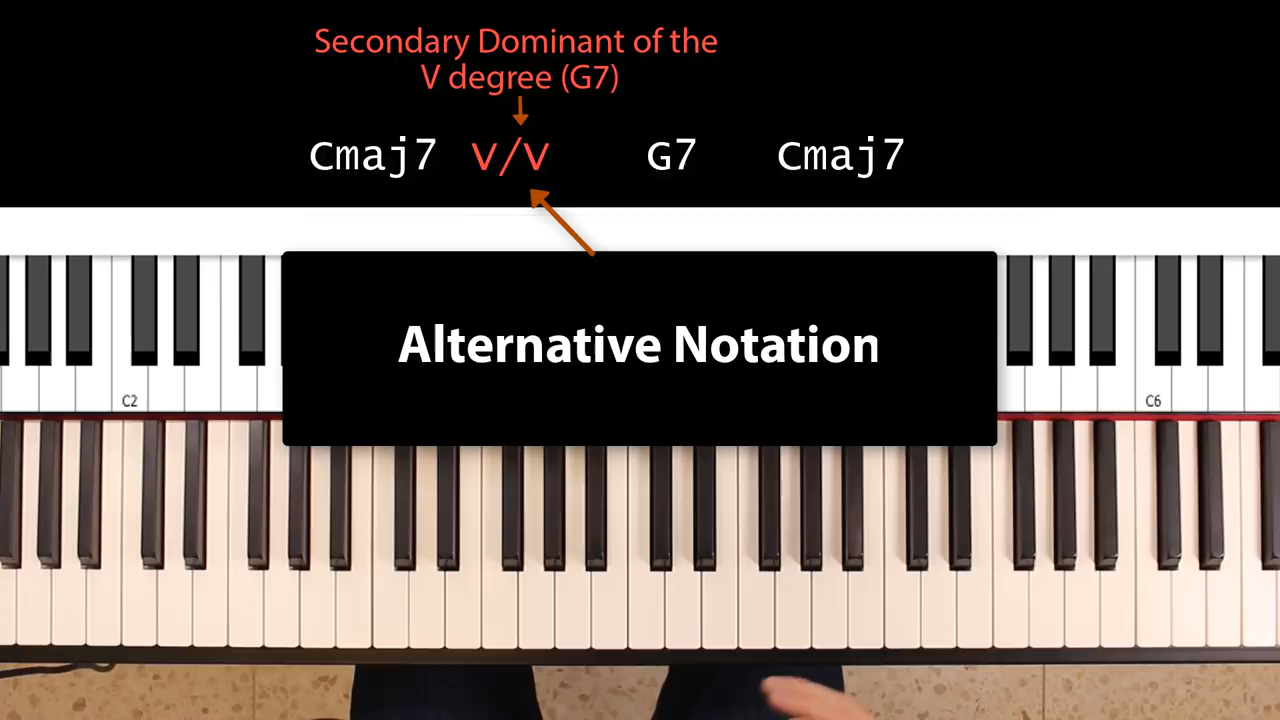 Secondary Dominant of the
V degree (G7)
Cmaj7 V/V G7 Cmaj7
Alternative Notation
C2 C6